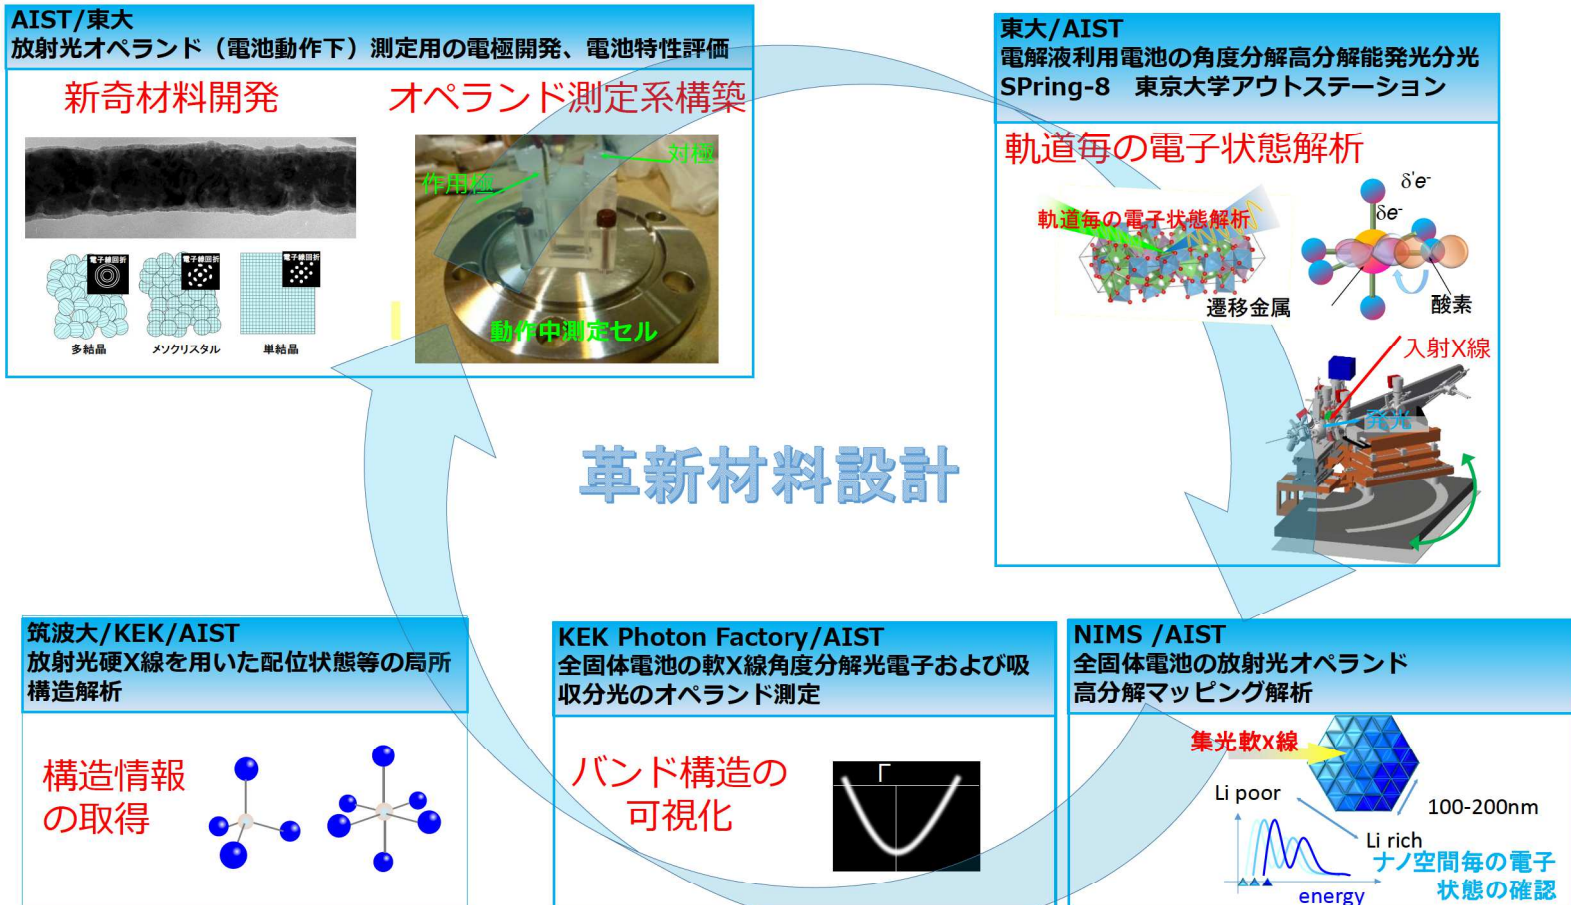 AIST/東大
放射光オペランド（電池動作下）測定用の電極開発、電池特性評価
新奇材料開発
オペランド測定系構築
対極
作用極
動作中測定セル
電子線回折
電子線回折
電子線回折
多結晶
メソクリスタル
単結晶
東大/AIST
電解液利用電池の角度分解高分解能発光分光
SPring-8　東京大学アウトステーション
軌道毎の電子状態解析
軌道毎の電子状態解析
δ'e-
δe-
遷移金属
酸素
入射X線
発光
革新材料設計
筑波大/KEK/AIST
放射光硬X線を用いた配位状態等の局所
構造解析
構造情報
の取得
KEK Photon Factory/AIST
全固体電池の軟X線角度分解光電子および吸
収分光のオペランド測定
バンド構造の
可視化
Γ
NIMS /AIST
全固体電池の放射光オペランド
高分解マッピング解析
集光軟X線
Li poor
100-200nm
Li rich
ナノ空間毎の電子
状態の確認
energy